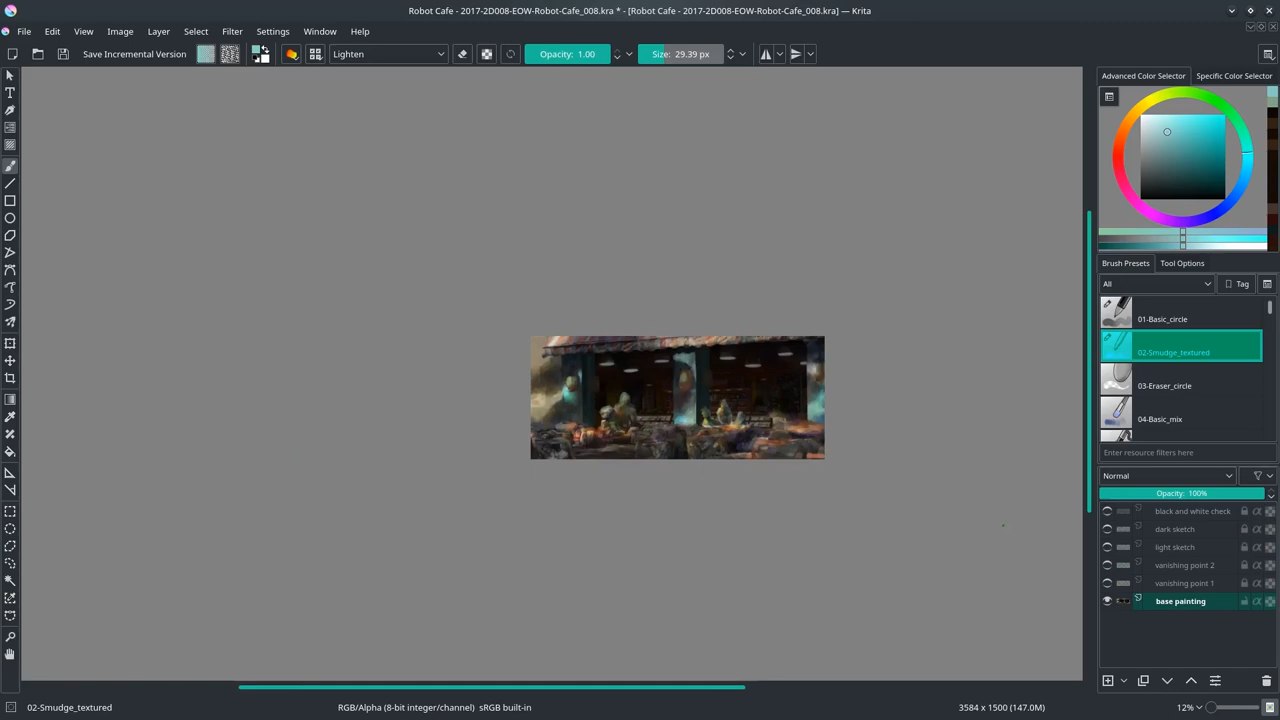 Robot Cafe - 2017-2D008-EOW-Robot-Cafe_008.kra * - [Robot Cafe - 2017-2D008-EOW-Robot-Cafe_008.kra] — Krita
File Edit View Image Layer Select Filter Settings Window Help
Save Incremental Version Lighten Opacity: 1.00 Size: 29.39 px
Advanced Color Selector Specific Color Selector
Brush Presets Tool Options
All Tag
01-Basic_circle
02-Smudge_textured
03-Eraser_circle
04-Basic_mix
Enter resource filters here
Normal
Opacity: 100%
black and white check
dark sketch
light sketch
vanishing point 2
vanishing point 1
base painting
02-Smudge_textured RGB/Alpha (8-bit integer/channel) sRGB built-in 3584 x 1500 (147.0M) 12%